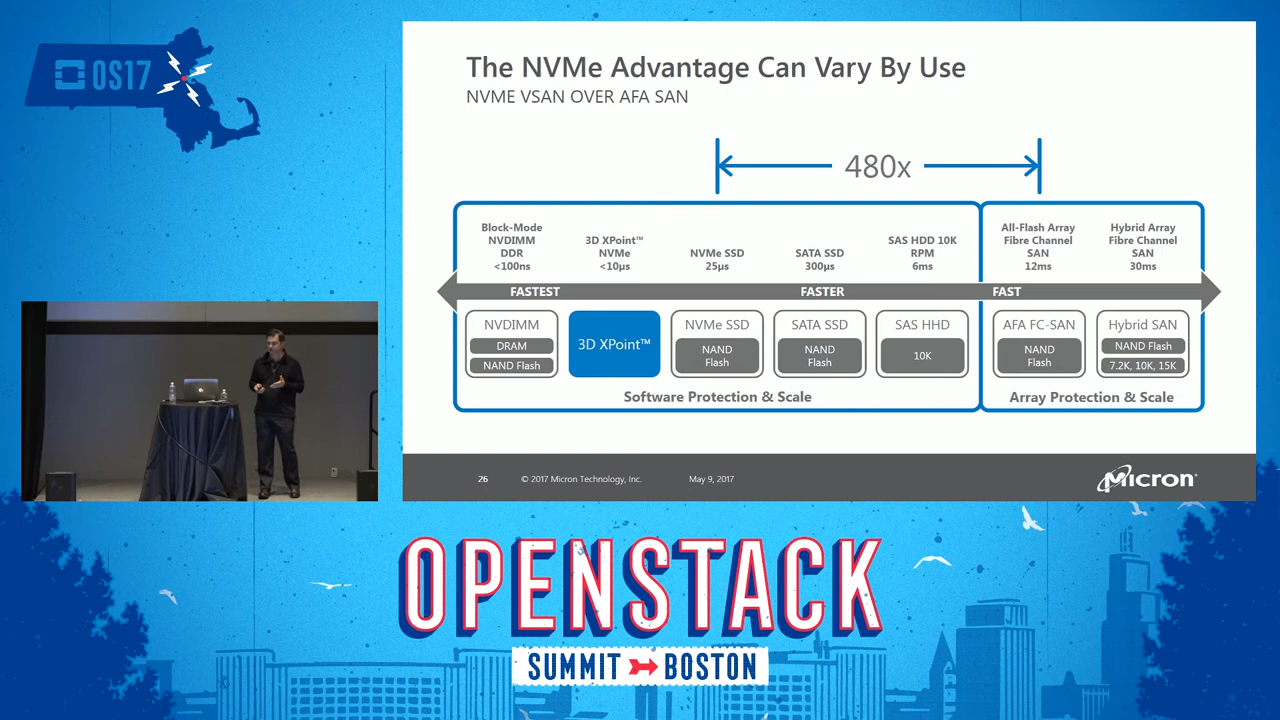 OS17
The NVMe Advantage Can Vary By Use
NVME VSAN OVER AFA SAN
480x
Block-Mode
NVDIMM
DDR
<100ns
3D XPoint™
NVMe
<10µs
NVMe SSD
25µs
SATA SSD
300µs
SAS HDD 10K
RPM
6ms
All-Flash Array
Fibre Channel
SAN
12ms
Hybrid Array
Fibre Channel
SAN
30ms
FASTEST
FASTER
FAST
NVDIMM
DRAM
NAND Flash
3D XPoint™
NVMe SSD
NAND
Flash
SATA SSD
NAND
Flash
SAS HHD
10K
AFA FC-SAN
NAND
Flash
Hybrid SAN
NAND Flash
7.2K, 10K, 15K
Software Protection & Scale
Array Protection & Scale
26
© 2017 Micron Technology, Inc.
May 9, 2017
Micron
OPENSTACK
SUMMIT BOSTON